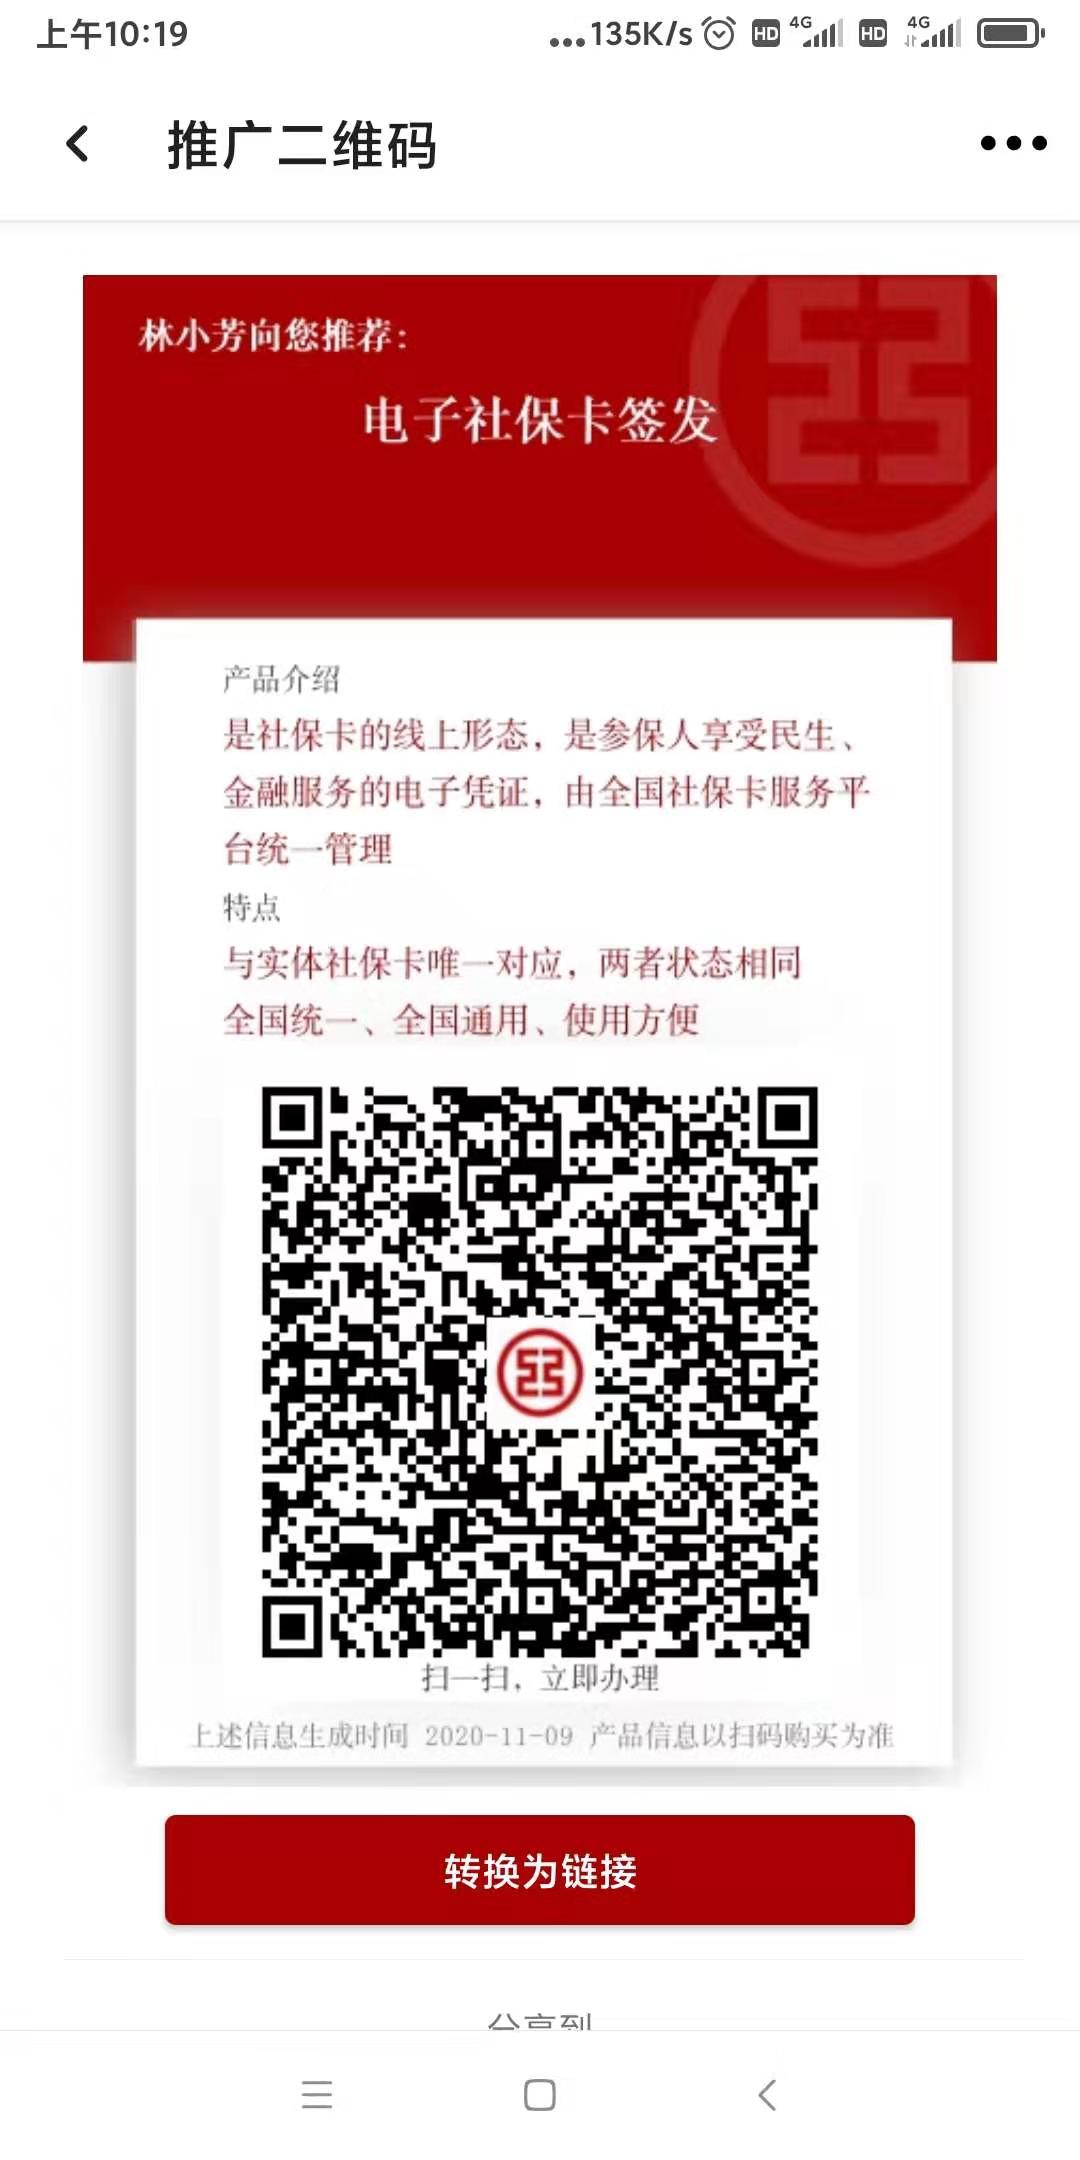 上午10:19
...135K/s HD 4G HD 4G
推广二维码
林小芳向您推荐：
电子社保卡签发
产品介绍
是社保卡的线上形态，是参保人享受民生、
金融服务的电子凭证，由全国社保卡服务平
台统一管理
特点
与实体社保卡唯一对应，两者状态相同
全国统一、全国通用、使用方便
扫一扫，立即办理
上述信息生成时间 2020-11-09 产品信息以扫码购买为准
转换为链接
分享到